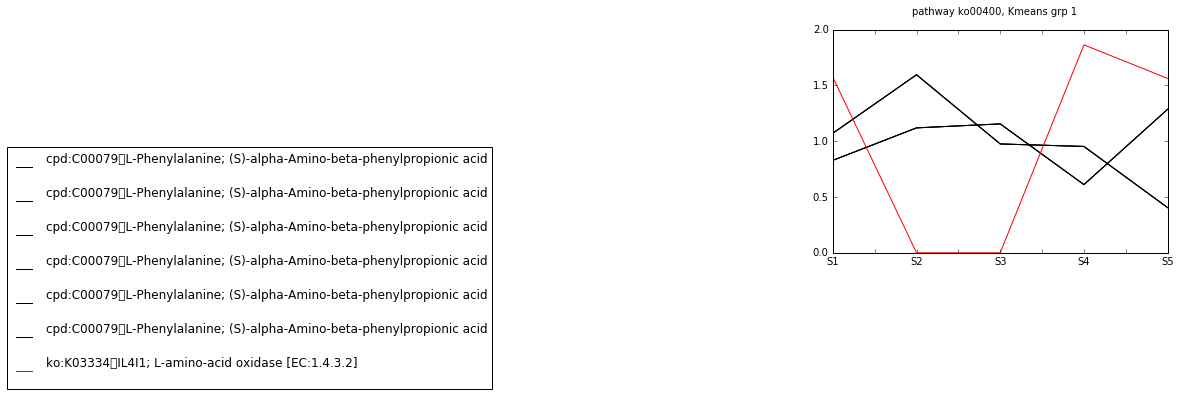 pathway ko00400, Kmeans grp 1
2.0
1.5
1.0
0.5
0.0
S1 S2 S3 S4 S5
cpd:C00079▯L-Phenylalanine; (S)-alpha-Amino-beta-phenylpropionic acid
cpd:C00079▯L-Phenylalanine; (S)-alpha-Amino-beta-phenylpropionic acid
cpd:C00079▯L-Phenylalanine; (S)-alpha-Amino-beta-phenylpropionic acid
cpd:C00079▯L-Phenylalanine; (S)-alpha-Amino-beta-phenylpropionic acid
cpd:C00079▯L-Phenylalanine; (S)-alpha-Amino-beta-phenylpropionic acid
cpd:C00079▯L-Phenylalanine; (S)-alpha-Amino-beta-phenylpropionic acid
ko:K03334▯IL4I1; L-amino-acid oxidase [EC:1.4.3.2]